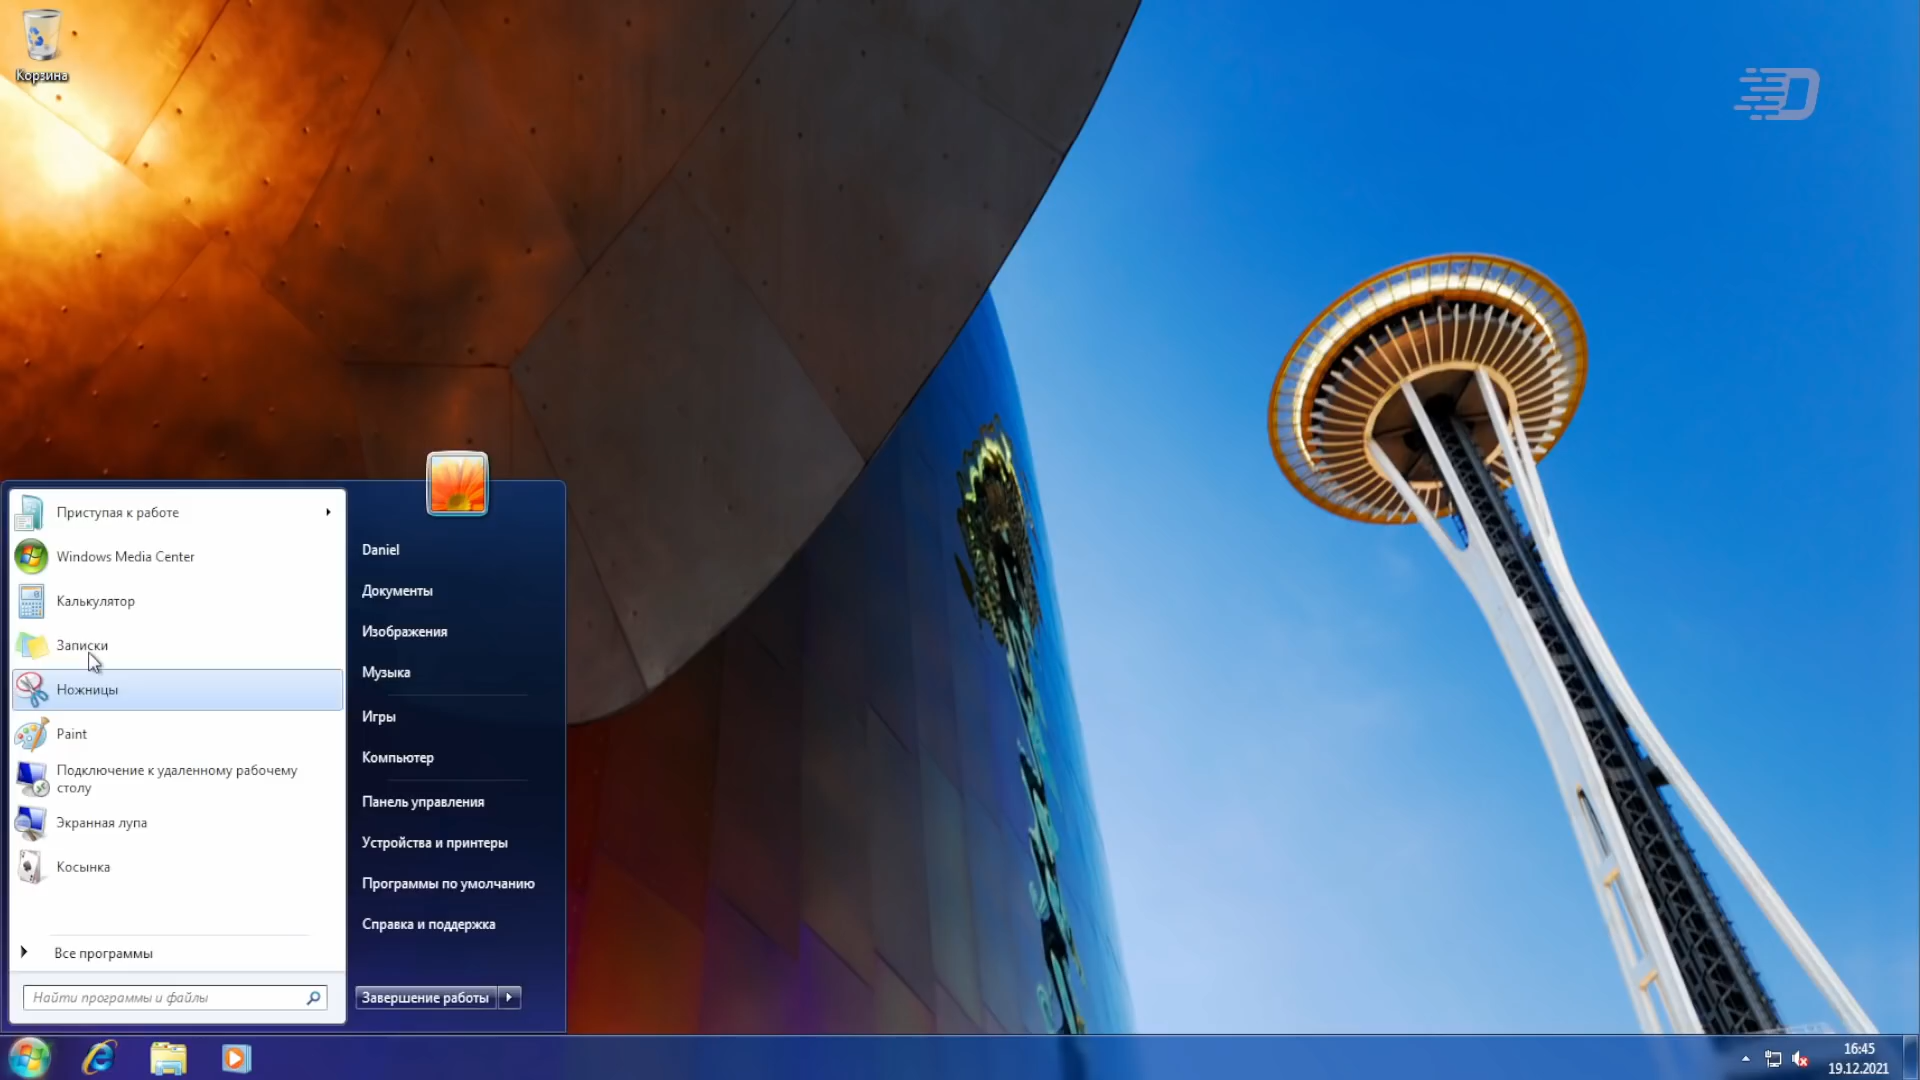 Корзина
Приступая к работе
Windows Media Center
Калькулятор
Записки
Ножницы
Paint
Подключение к удаленному рабочему
столу
Экранная лупа
Косынка
Все программы
Найти программы и файлы
Daniel
Документы
Изображения
Музыка
Игры
Компьютер
Панель управления
Устройства и принтеры
Программы по умолчанию
Справка и поддержка
Завершение работы
D
16:45
19.12.2021